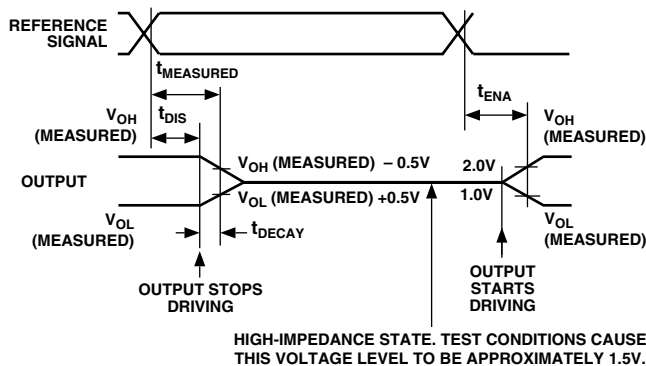 REFERENCE
SIGNAL
tMEASURED
tDIS
tENA
VOH
(MEASURED)
VOH
(MEASURED)
VOH (MEASURED) – 0.5V
2.0V
OUTPUT
VOL (MEASURED) +0.5V
1.0V
VOL
(MEASURED)
VOL
(MEASURED)
tDECAY
OUTPUT STOPS
DRIVING
OUTPUT
STARTS
DRIVING
HIGH-IMPEDANCE STATE. TEST CONDITIONS CAUSE
THIS VOLTAGE LEVEL TO BE APPROXIMATELY 1.5V.